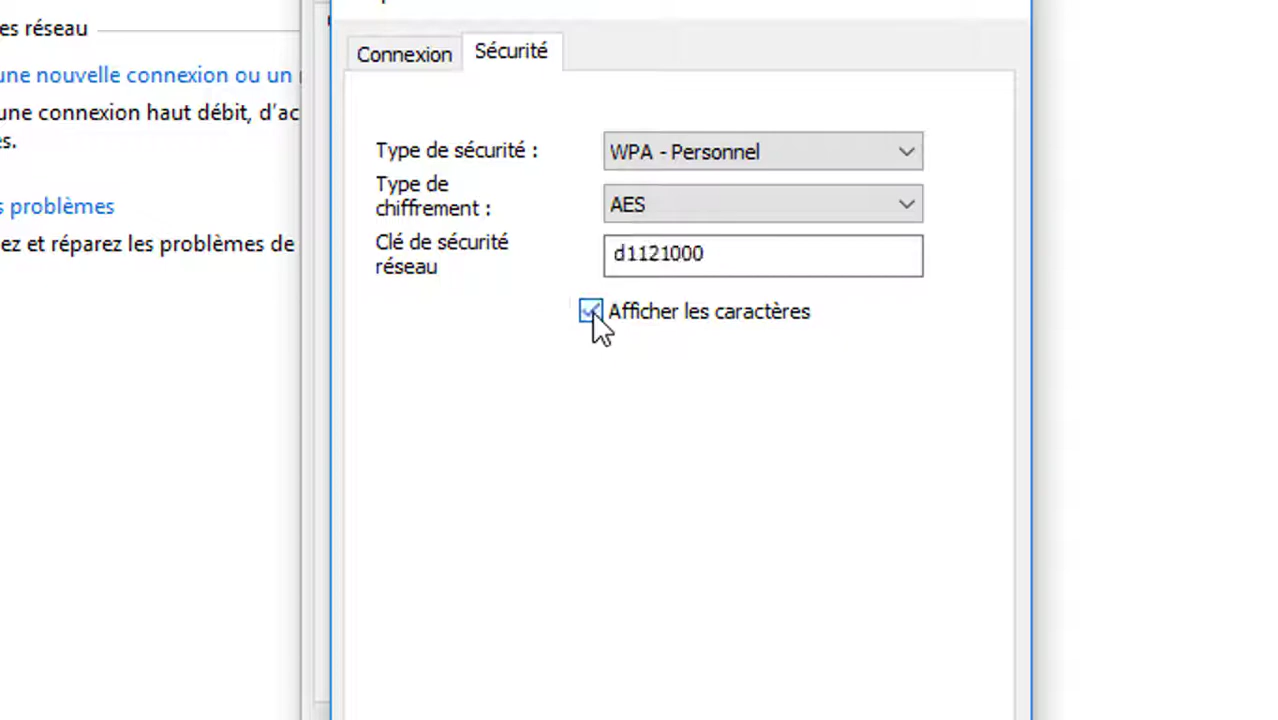 es réseau
une nouvelle connexion ou un
une connexion haut débit, d'ac
s.
s problèmes
ez et réparez les problèmes de
Connexion
Sécurité
Type de sécurité :
WPA - Personnel
Type de
chiffrement :
AES
Clé de sécurité
réseau
d1121000
Afficher les caractères